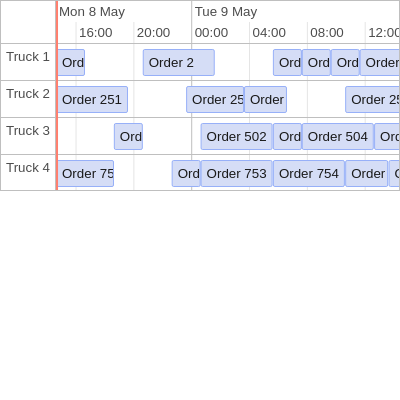 Mon 8 May Tue 9 May
16:00 20:00 00:00 04:00 08:00 12:00
Truck 1 Ord Order 2 Ord Ord Ord Order
Truck 2 Order 251 Order 25 Order Order 25
Truck 3 Ord Order 502 Ord Order 504 Ord
Truck 4 Order 75 Ord Order 753 Order 754 Order